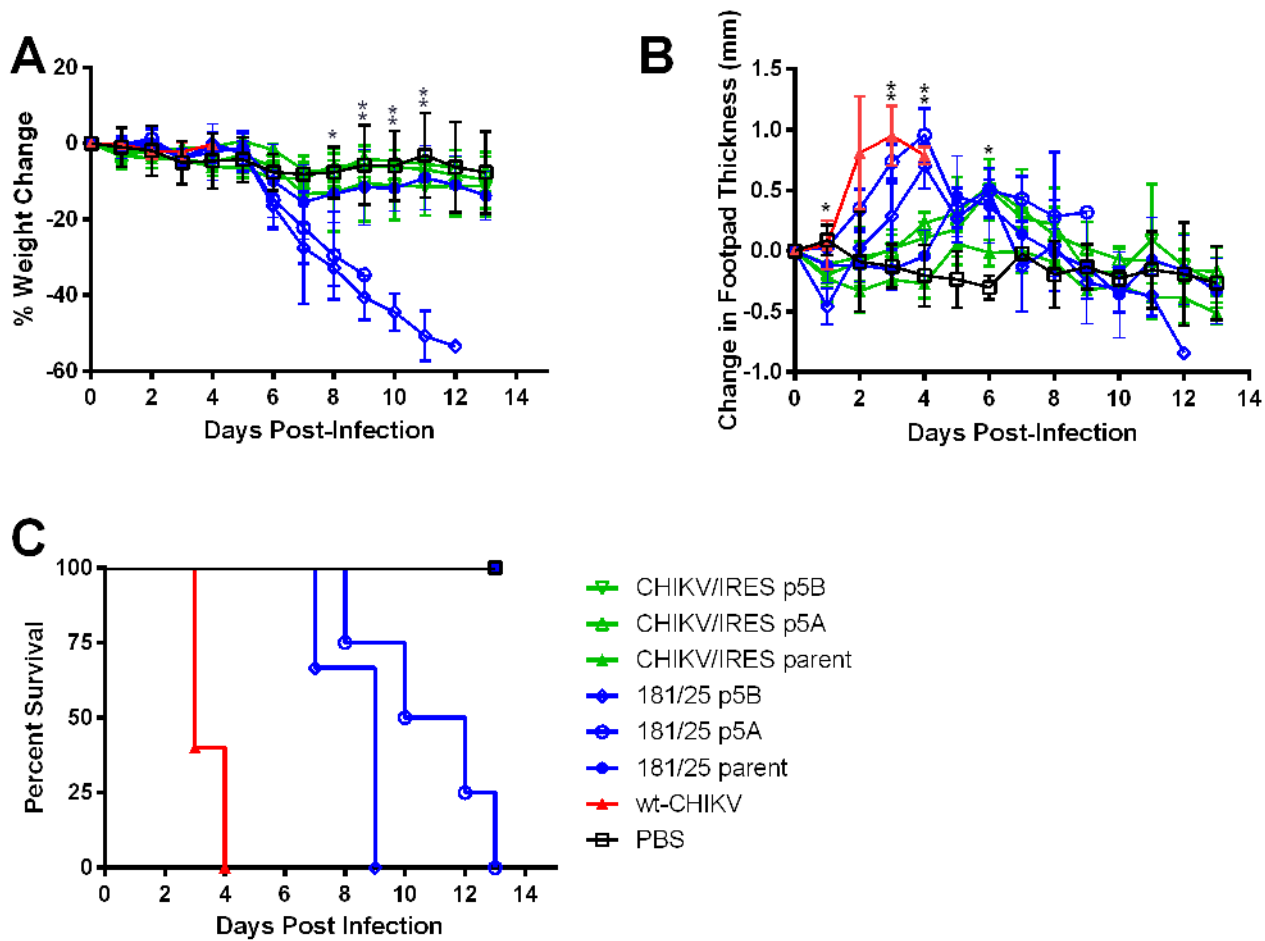 A
20
0
-20
-40
-60
% Weight Change
* ** ** **
0 2 4 6 8 10 12 14
Days Post-Infection
B
1.5
1.0
0.5
0.0
-0.5
-1.0
Change in Footpad Thickness (mm)
* ** ** *
0 2 4 6 8 10 12 14
Days Post-Infection
C
100
75
50
25
0
Percent Survival
0 2 4 6 8 10 12 14
Days Post Infection
CHIKV/IRES p5B
CHIKV/IRES p5A
CHIKV/IRES parent
181/25 p5B
181/25 p5A
181/25 parent
wt-CHIKV
PBS